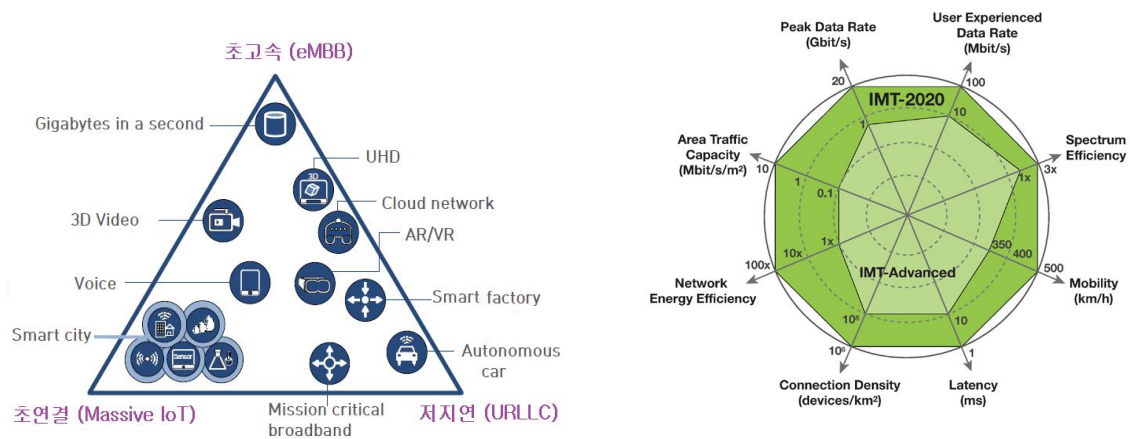 초고속 (eMBB)
Gigabytes in a second
UHD
3D
Cloud network
3D Video
AR/VR
Voice
Smart factory
Smart city
Sensor
Autonomous
car
Mission critical
broadband
초연결 (Massive IoT)
저지연 (URLLC)
Peak Data Rate
(Gbit/s)
User Experienced
Data Rate
(Mbit/s)
20
100
IMT-2020
1
10
Area Traffic
Capacity
(Mbit/s/m²)
Spectrum
Efficiency
10
1
0.1
1x
3x
100x
10x
1x
350
400
500
Network
Energy Efficiency
IMT-Advanced
Mobility
(km/h)
10⁵
10
10⁶
1
Connection Density
(devices/km²)
Latency
(ms)